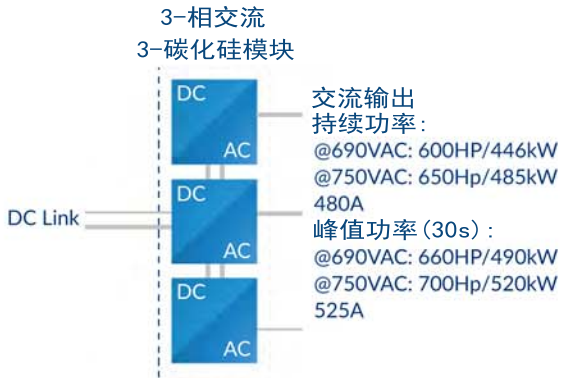 3-相交流
3-碳化硅模块
DC
AC
DC
AC
DC
AC
DC Link
交流输出
持续功率:
@690VAC: 600HP/446kW
@750VAC: 650Hp/485kW
480A
峰值功率(30s):
@690VAC: 660HP/490kW
@750VAC: 700Hp/520kW
525A